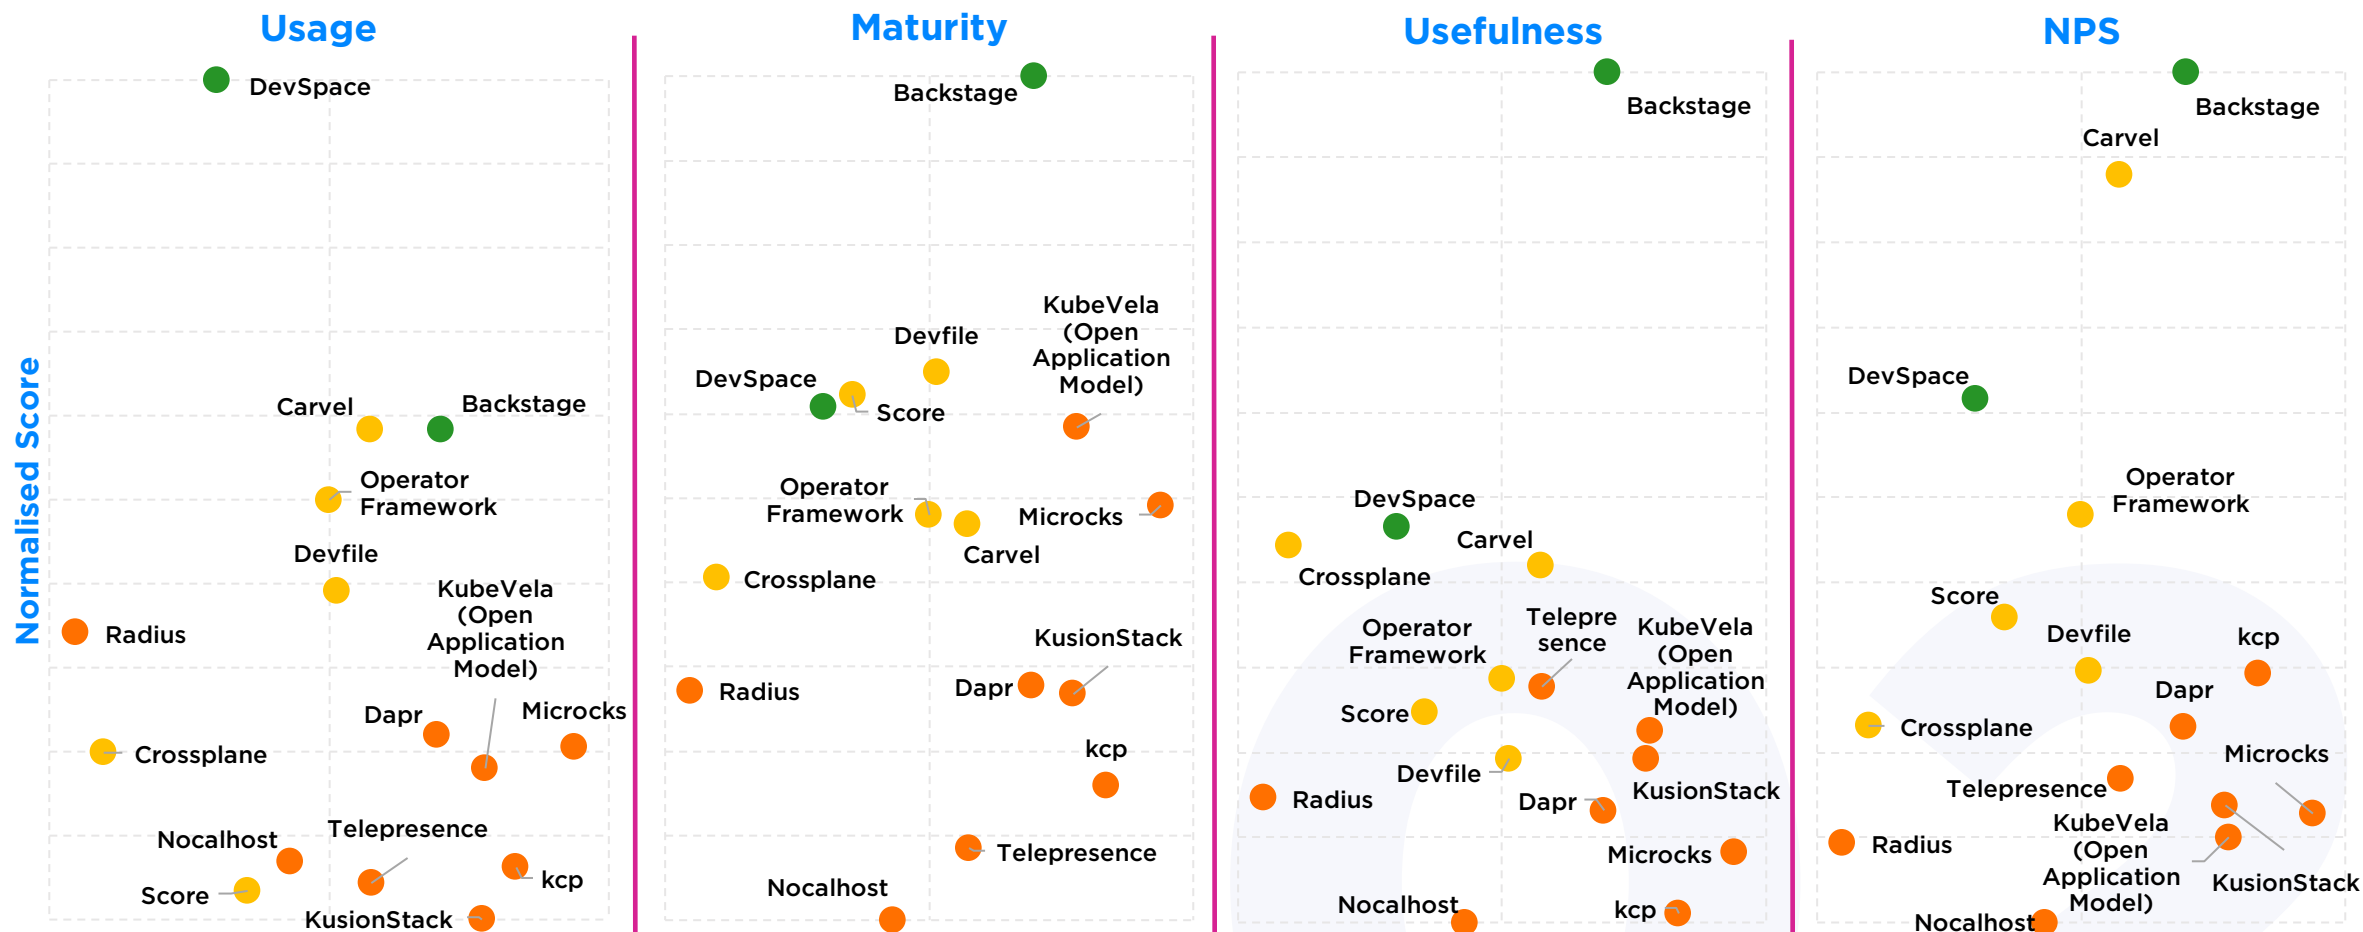 Usage
Maturity
Usefulness
NPS
Normalised Score
DevSpace
Carvel
Backstage
Operator
Framework
Devfile
KubeVela
(Open
Application
Model)
Radius
Dapr
Microcks
Crossplane
Nocalhost
Telepresence
Score
kcp
KusionStack
Backstage
KubeVela
(Open
Application
Model)
Devfile
DevSpace
Score
Operator
Framework
Microcks
Carvel
Crossplane
KusionStack
Radius
Dapr
kcp
Telepresence
Nocalhost
Backstage
DevSpace
Carvel
Crossplane
Telepre
sence
Operator
Framework
KubeVela
(Open
Application
Model)
Score
Devfile
KusionStack
Radius
Dapr
Microcks
Nocalhost
kcp
Backstage
Carvel
DevSpace
Operator
Framework
Score
Devfile
kcp
Dapr
Crossplane
Microcks
Telepresence
KubeVela
(Open
Application
Model)
Radius
KusionStack
Nocalhost